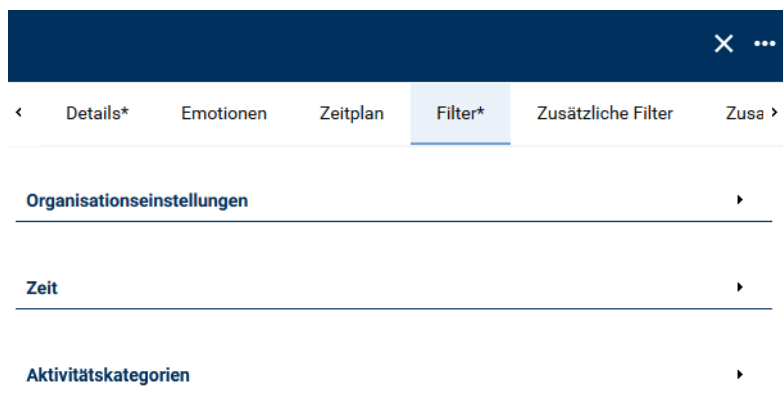 Details* Emotionen Zeitplan Filter* Zusätzliche Filter Zusa
Organisationseinstellungen
Zeit
Aktivitätskategorien